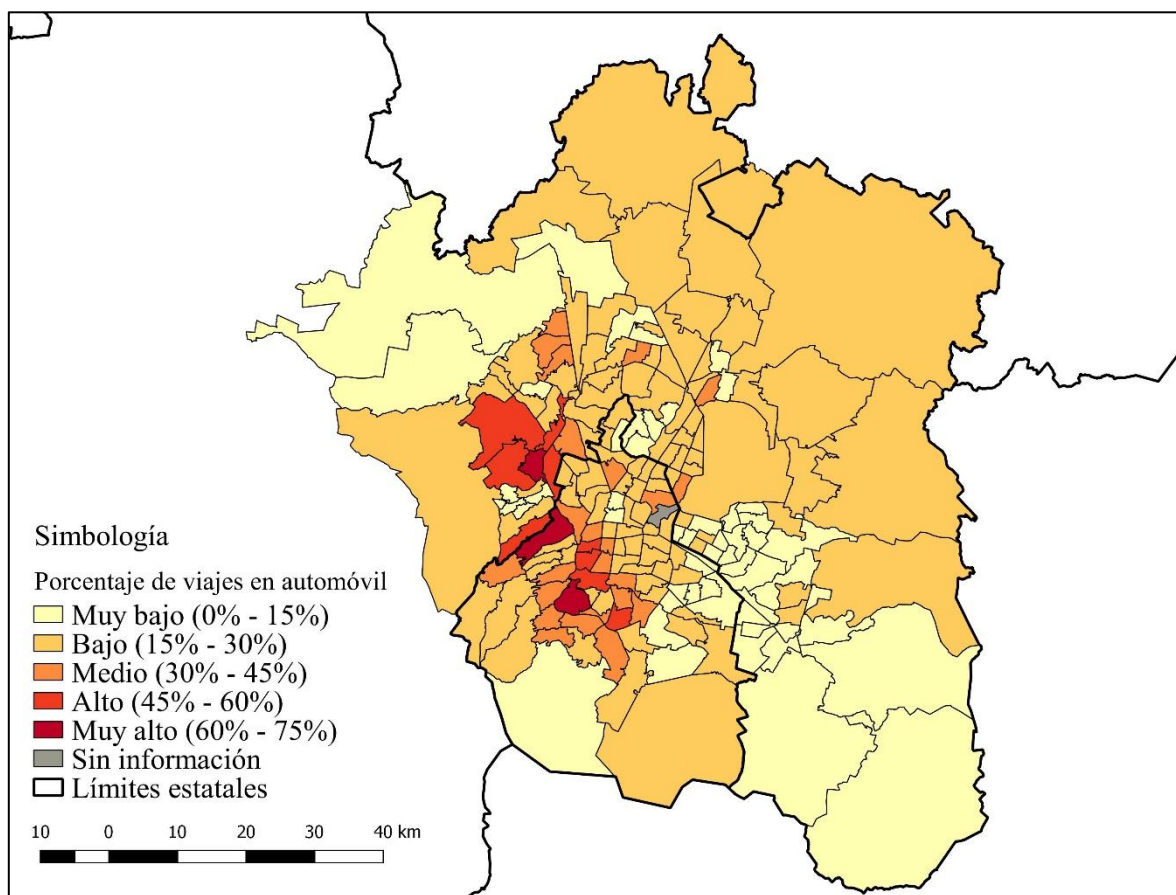 Simbología
Porcentaje de viajes en automóvil
Muy bajo (0% - 15%)
Bajo (15% - 30%)
Medio (30% - 45%)
Alto (45% - 60%)
Muy alto (60% - 75%)
Sin información
Límites estatales
10 0 10 20 30 40 km